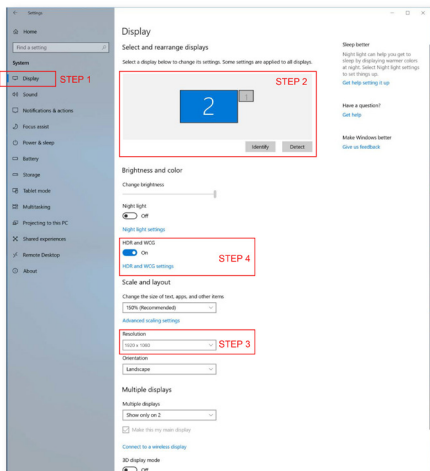 Settings
Home
Find a setting
System
Display
STEP 1
Sound
Notifications & actions
Focus assist
Power & sleep
Battery
Storage
Tablet mode
Multitasking
Projecting to this PC
Shared experiences
Remote Desktop
About
Display
Select and rearrange displays
Select a display below to change its settings. Some settings are applied to all displays.
STEP 2
2
1
Identify
Detect
Brightness and color
Change brightness
Night light
Off
Night light settings
HDR and WCG
On
STEP 4
HDR and WCG settings
Scale and layout
Change the size of text, apps, and other items
150% (Recommended)
Advanced scaling settings
Resolution
1920 x 1080
STEP 3
Orientation
Landscape
Multiple displays
Multiple displays
Show only on 2
Make this my main display
Connect to a wireless display
3D display mode
Off
Sleep better
Night light can help you get to
sleep by displaying warmer colors
at night. Select Night light settings
to set things up.
Get help setting it up
Have a question?
Get help
Make Windows better
Give us feedback